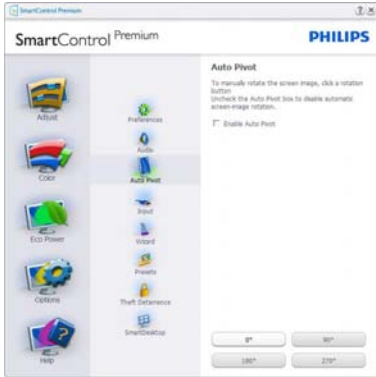 SmartControl Premium
SmartControl Premium
PHILIPS
Adjust
Color
Eco Power
Options
Help
Preferences
Audio
Auto Pivot
Input
Wizard
Presets
Theft Deterrence
SmartDesktop
Auto Pivot
To manually rotate the screen image, click a rotation
button
Uncheck the Auto Pivot box to disable automatic
screen-image rotation.
Enable Auto Pivot
0°
90°
180°
270°